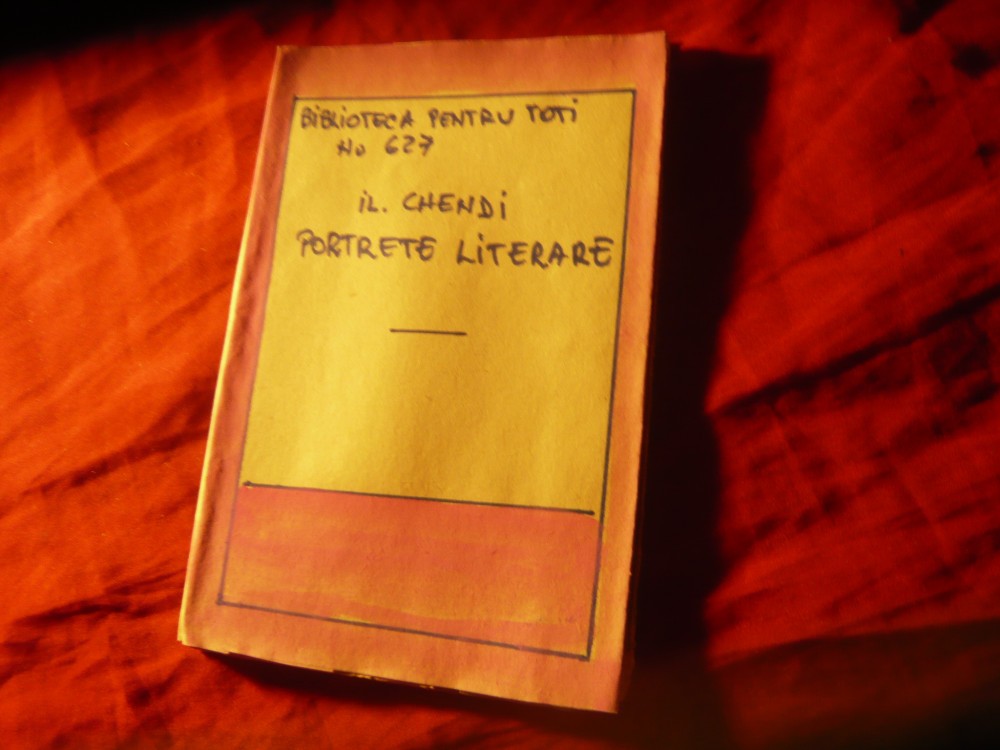 BiBLiOTECA PENTRU TOTi
No 627
iL. CHENDi
PORTRETE LiTERARE